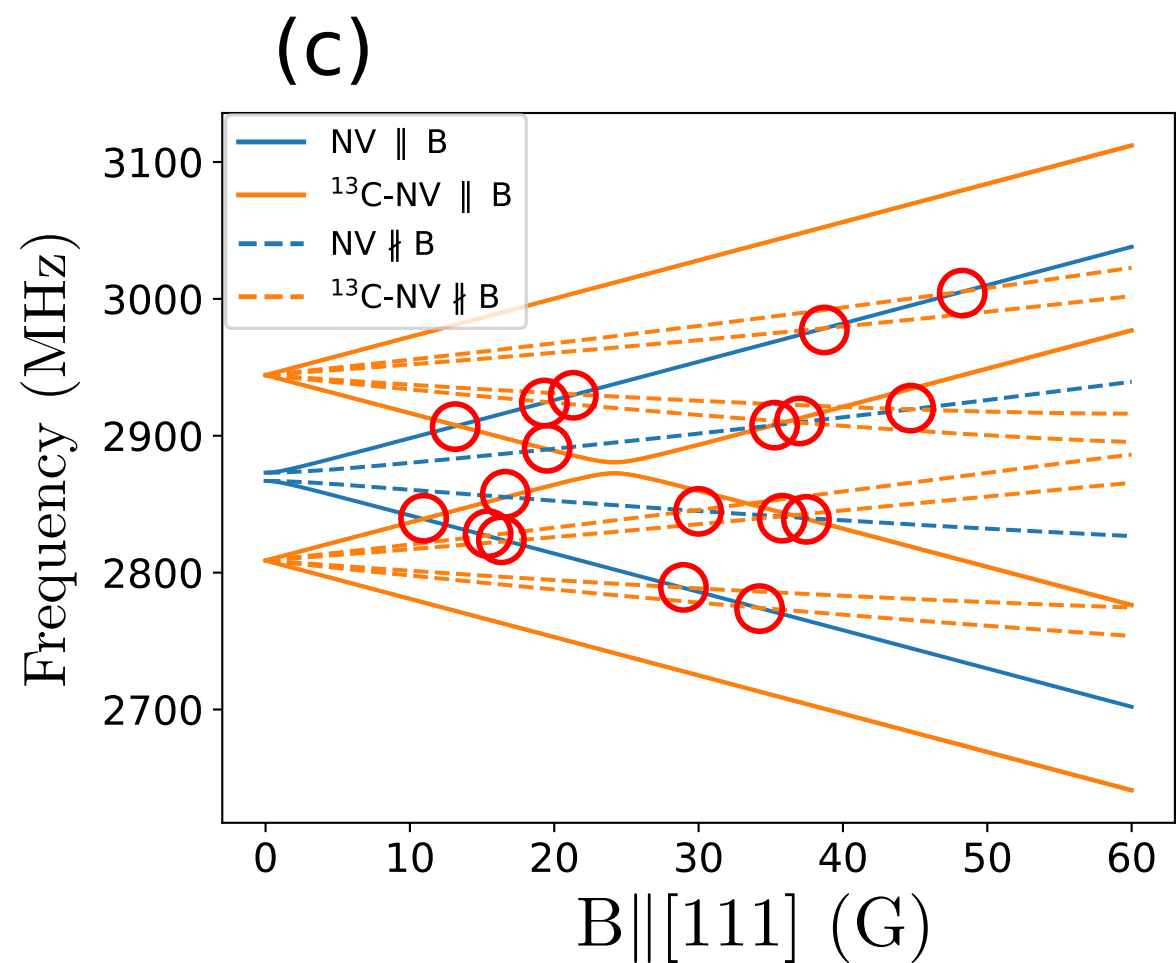 (c)
NV ∥ B
¹³C-NV ∥ B
NV ∦ B
¹³C-NV ∦ B
Frequency (MHz)
3100
3000
2900
2800
2700
0 10 20 30 40 50 60
B∥[111] (G)